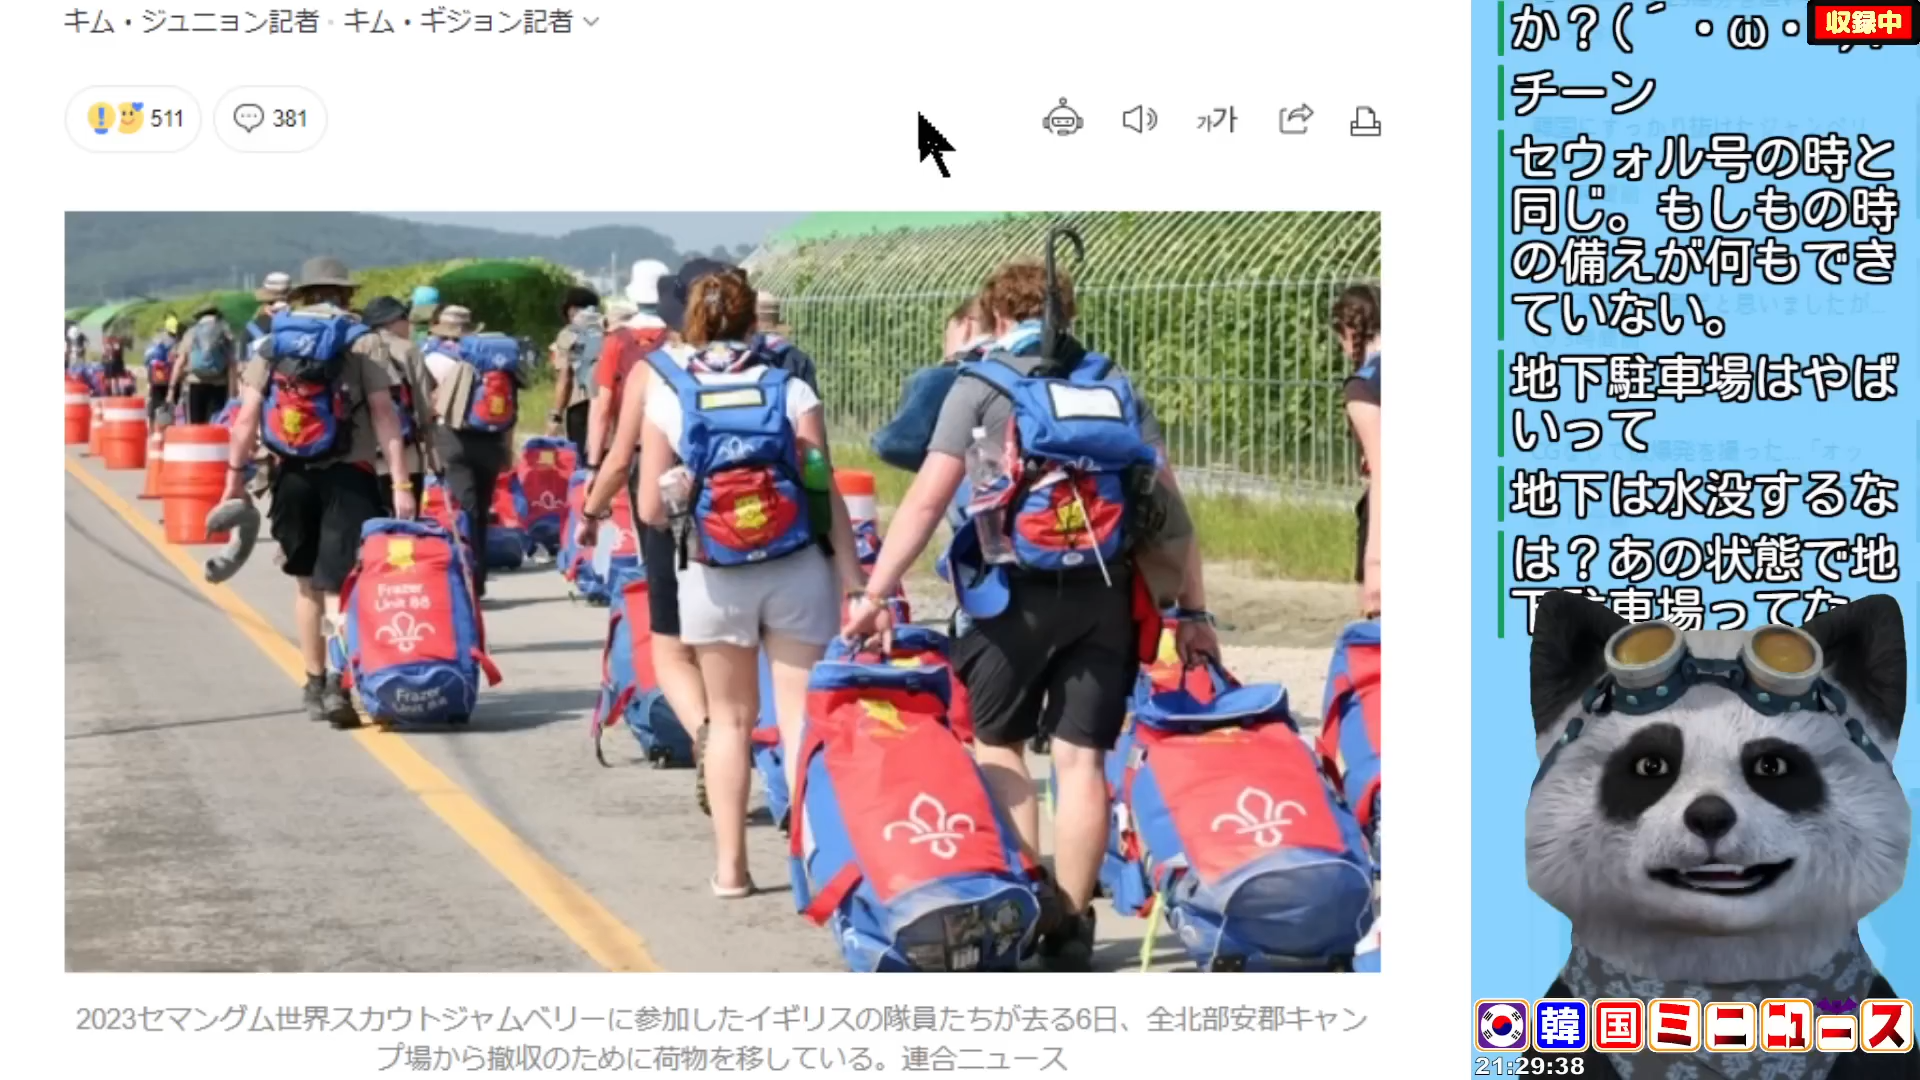 キム・ジュニョン記者・キム・ギジョン記者
511
381
가가
Frazer
Unit 88
Frazer
Unit 88
2023セマングム世界スカウトジャムベリーに参加したイギリスの隊員たちが去る6日、全北部安郡キャン
プ場から撤収のために荷物を移している。連合ニュース
か？(´・ω・
収録中
チーン
セウォル号の時と
同じ。もしもの時
の備えが何もでき
ていない。
地下駐車場はやば
いって
地下は水没するな
は？あの状態で地
下駐車場ってな
韓国ミニニュース
21:29:38